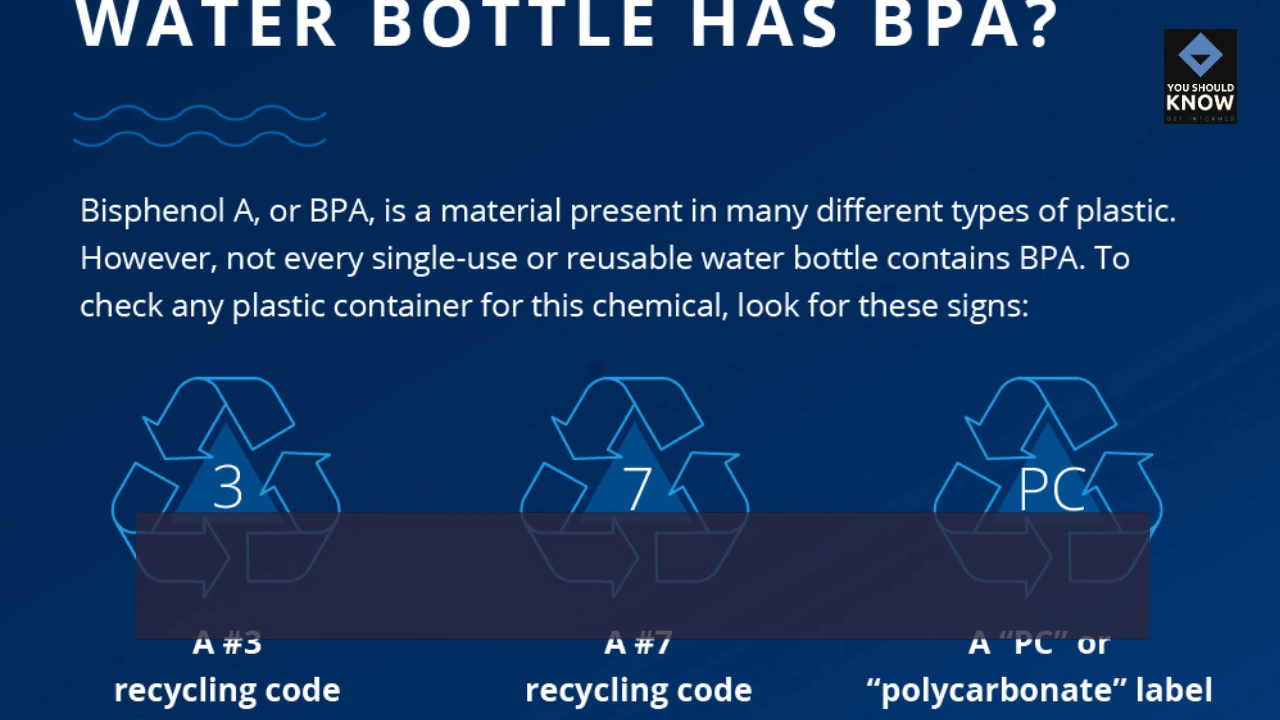 WATER BOTTLE HAS BPA?
YOU SHOULD
KNOW
GET INFORMED
Bisphenol A, or BPA, is a material present in many different types of plastic.
However, not every single-use or reusable water bottle contains BPA. To
check any plastic container for this chemical, look for these signs:
3
7
PC
A #3
recycling code
A #7
recycling code
A “PC” or
“polycarbonate” label